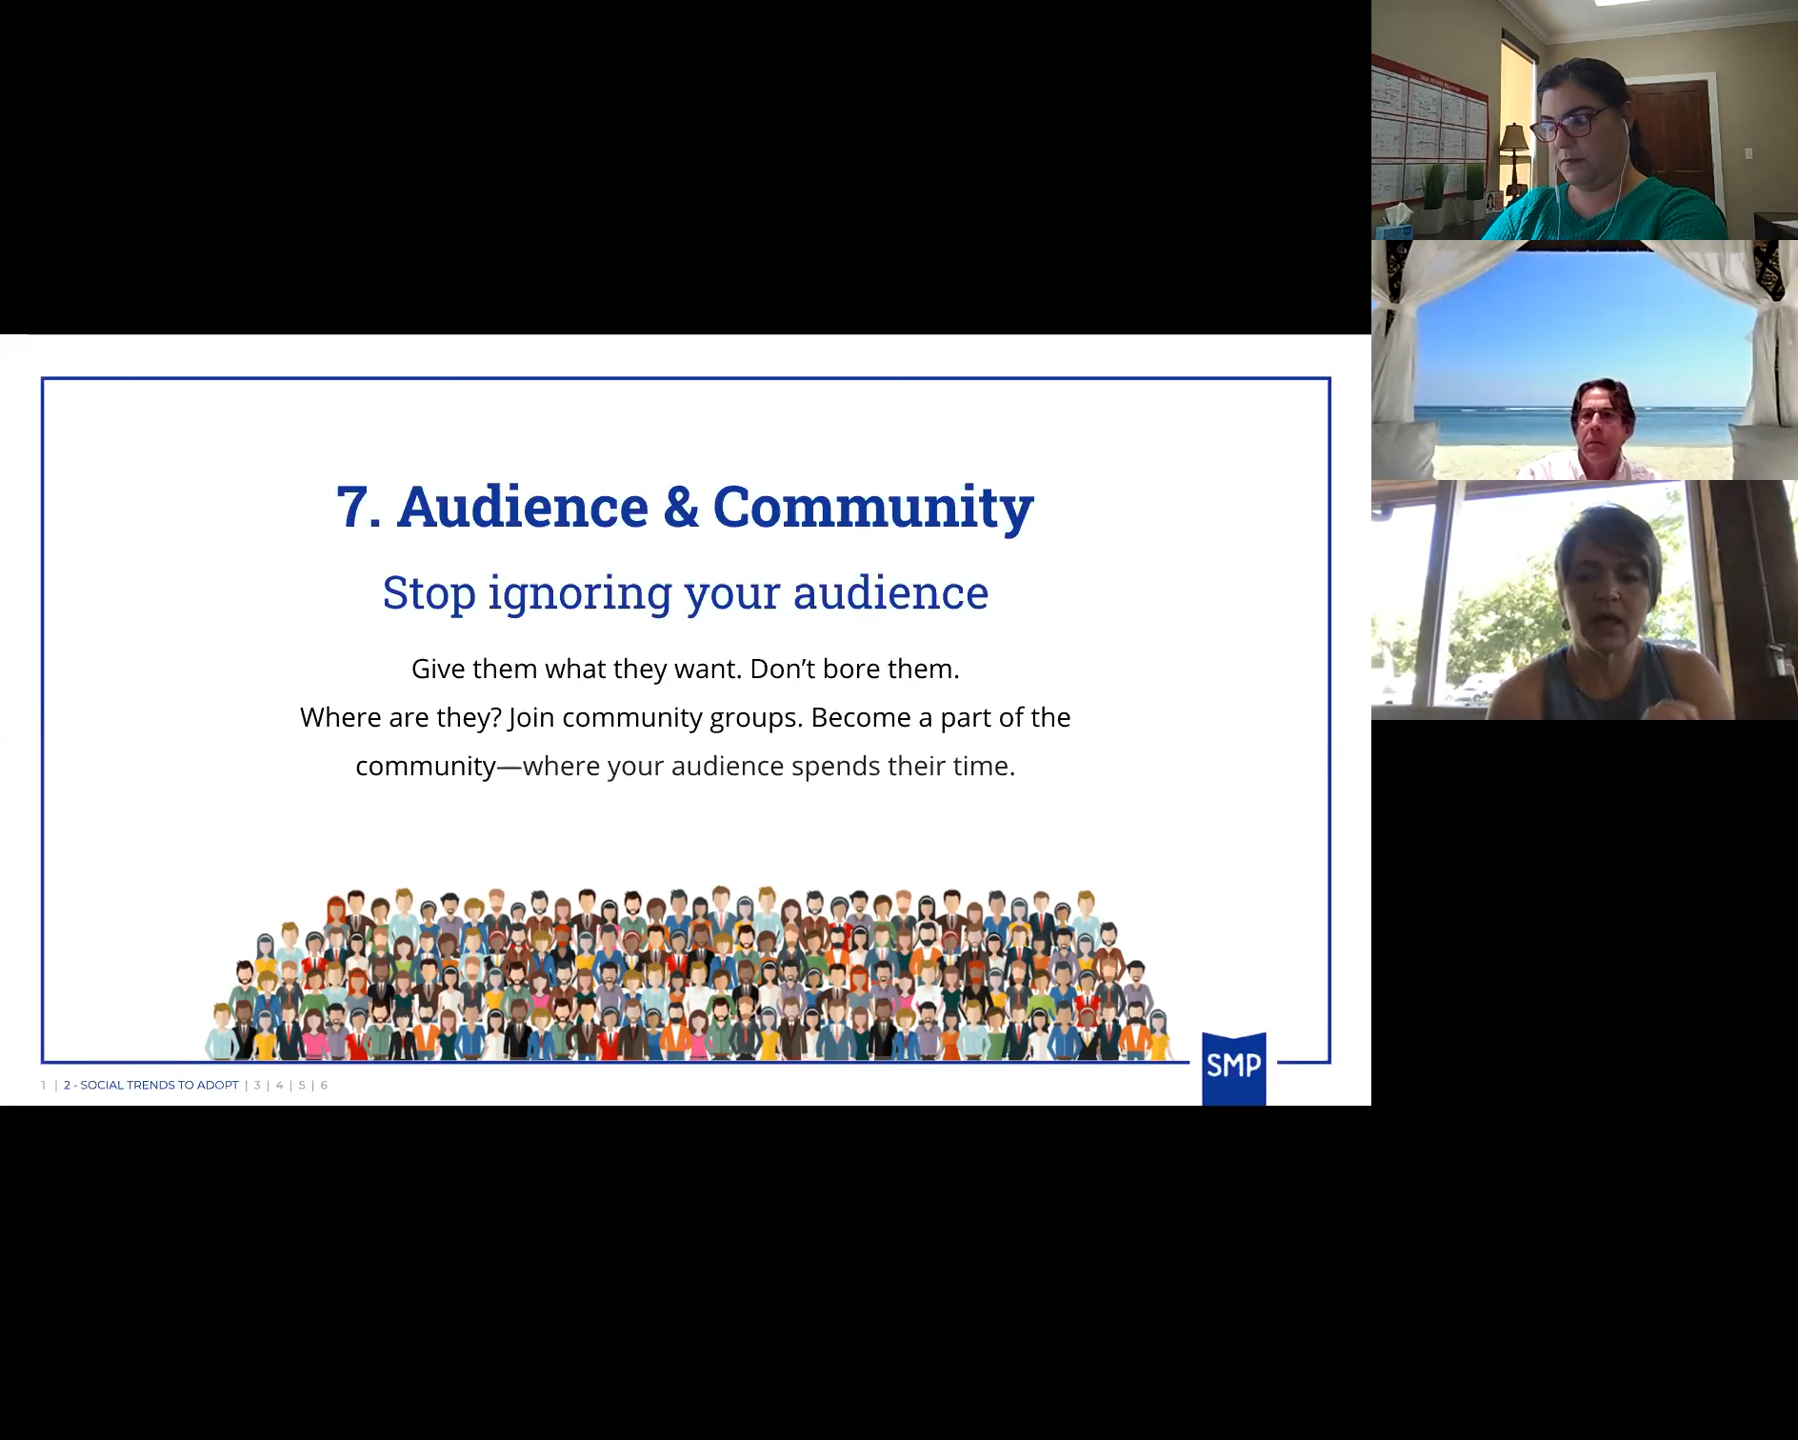 7. Audience & Community
Stop ignoring your audience
Give them what they want. Don’t bore them.
Where are they? Join community groups. Become a part of the
community—where your audience spends their time.
SMP
1 | 2 - SOCIAL TRENDS TO ADOPT | 3 | 4 | 5 | 6